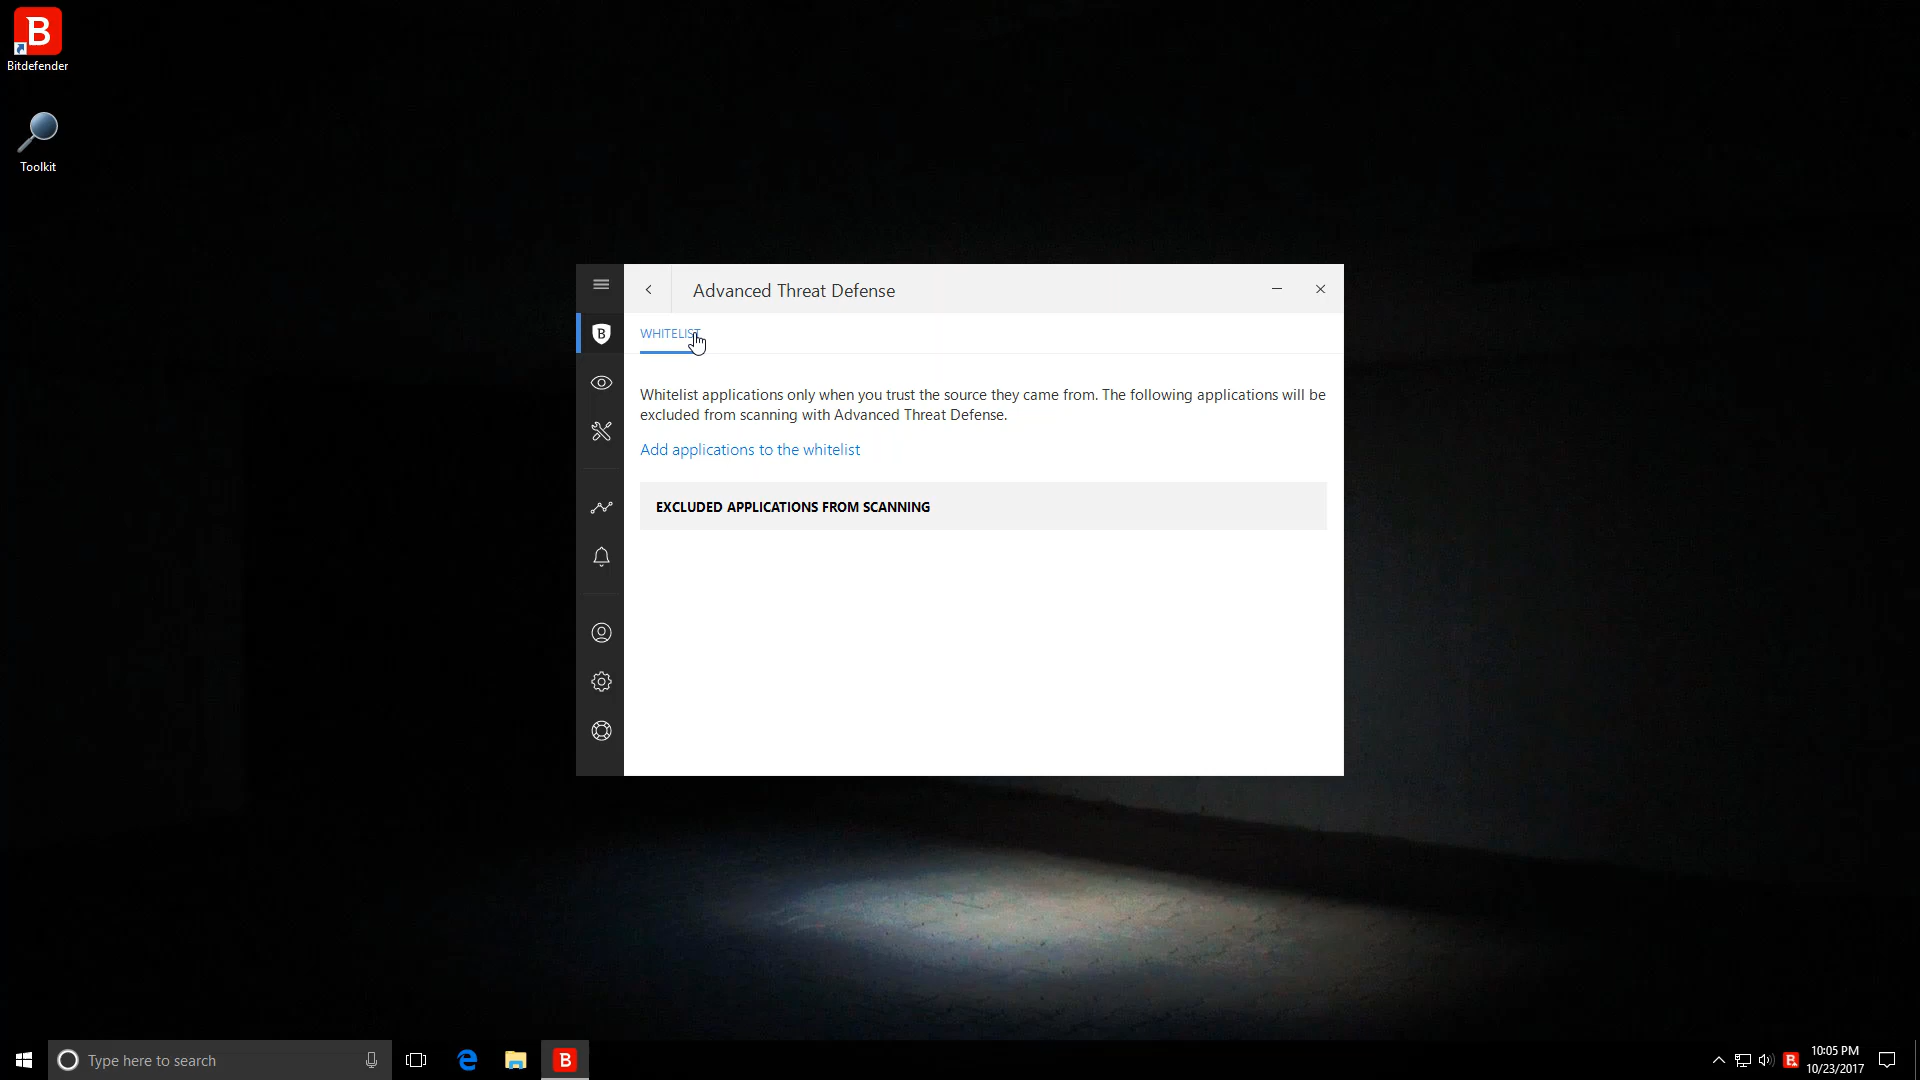 B
Bitdefender
Toolkit
Advanced Threat Defense
B
WHITELIST
Whitelist applications only when you trust the source they came from. The following applications will be
excluded from scanning with Advanced Threat Defense.
Add applications to the whitelist
EXCLUDED APPLICATIONS FROM SCANNING
Type here to search
B
B
10:05 PM
10/23/2017